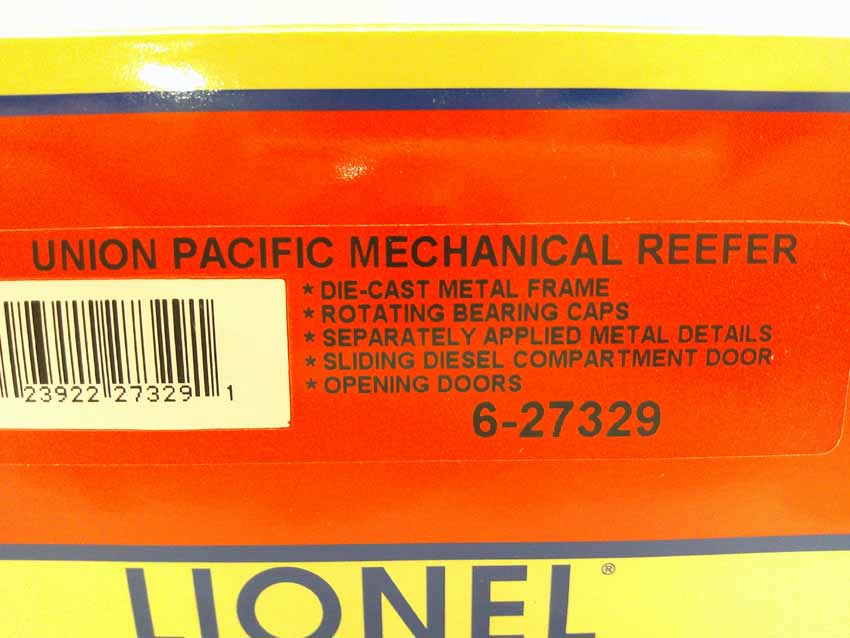 UNION PACIFIC MECHANICAL REEFER
* DIE-CAST METAL FRAME
* ROTATING BEARING CAPS
* SEPARATELY APPLIED METAL DETAILS
* SLIDING DIESEL COMPARTMENT DOOR
* OPENING DOORS
23922 27329 1
6-27329
LIONEL®